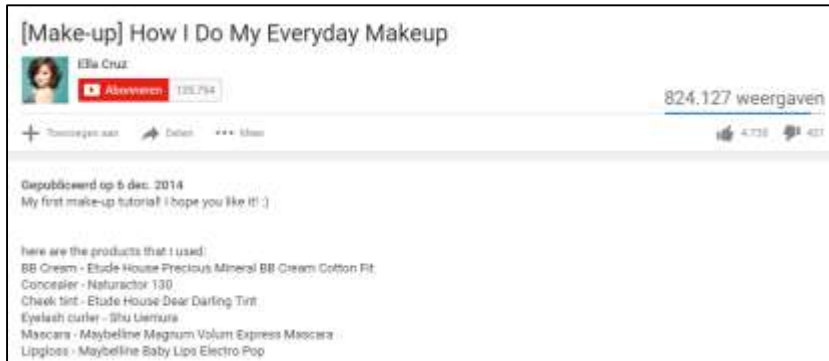 [Make-up] How I Do My Everyday Makeup
Ella Cruz
Abonneren
824.127 weergaven
Toevoegen aan Delen Meer
Gepubliceerd op 6 dec. 2014
My first make-up tutorial! I hope you like it! :)
here are the products that I used:
BB Cream - Etude House Precious Mineral BB Cream Cotton Fit
Concealer - Naturactor 130
Cheek tint - Etude House Dear Darling Tint
Eyelash curler - Shu Uemura
Mascara - Maybelline Magnum Volum Express Mascara
Lipgloss - Maybelline Baby Lips Electro Pop